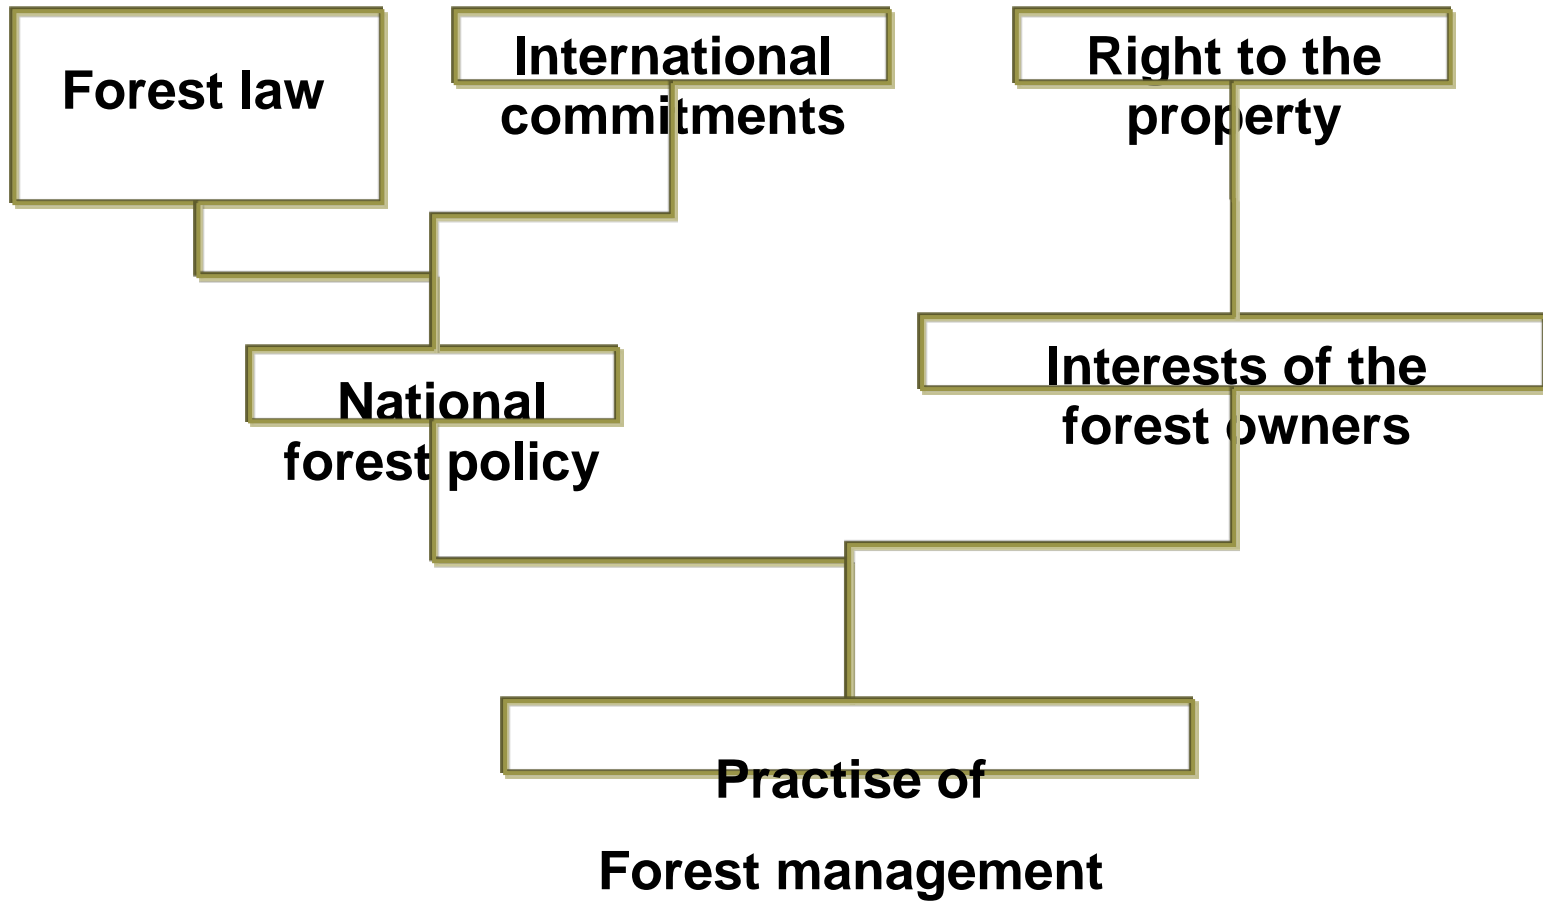 Forest law
International
commitments
Right to the
property
National
forest policy
Interests of the
forest owners
Practise of
Forest management